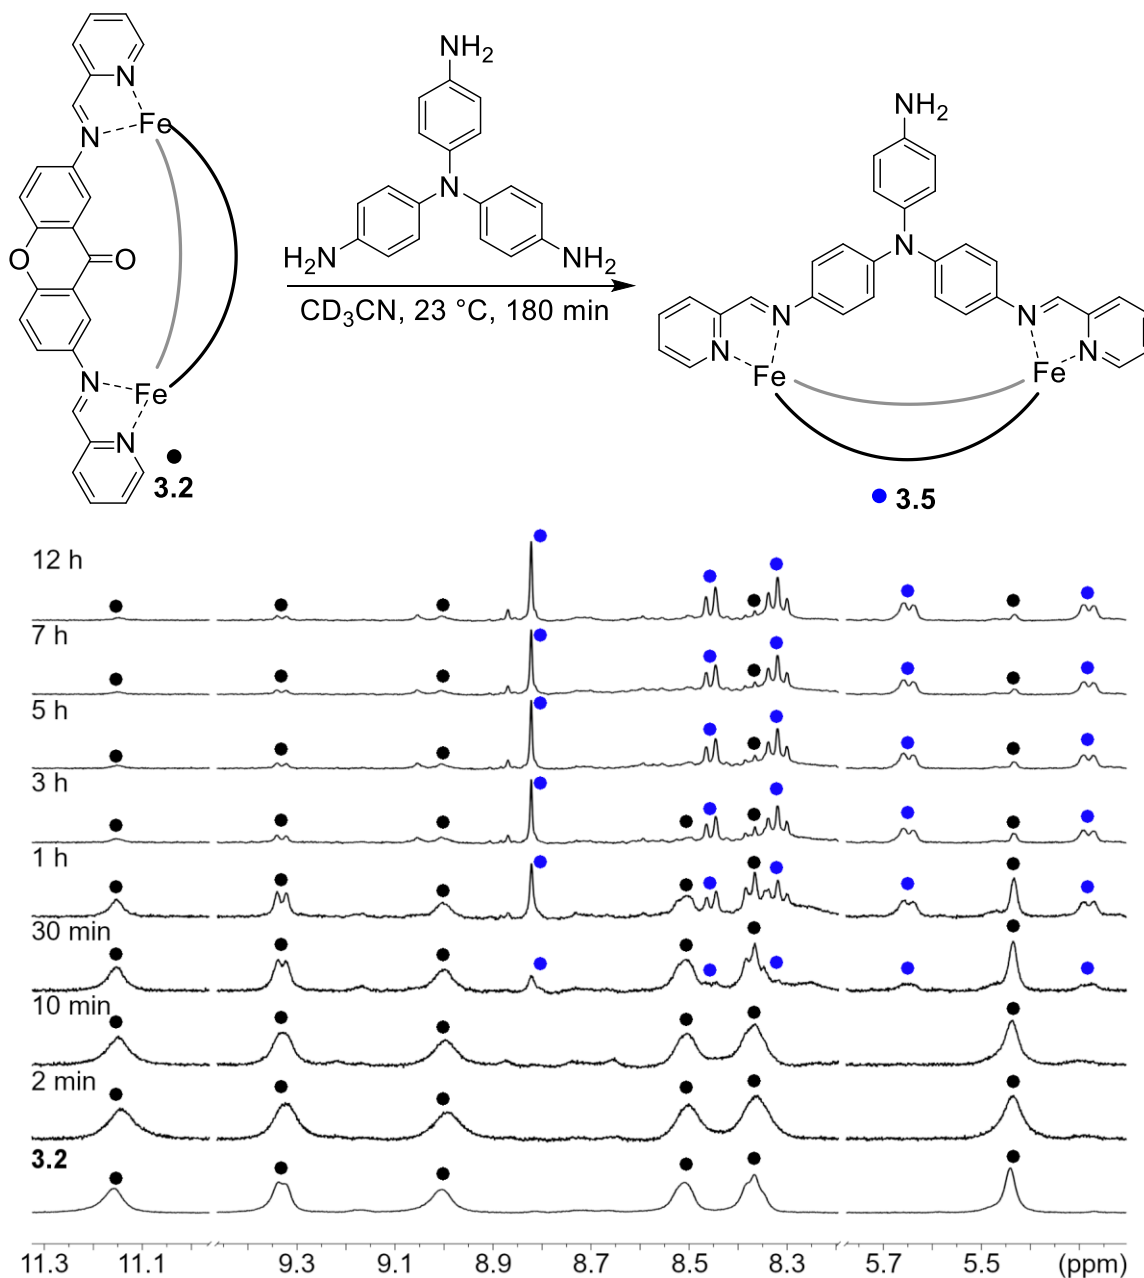 N
N
Fe
O
O
N
Fe
N
3.2
NH₂
N
H₂N
NH₂
CD₃CN, 23 °C, 180 min
NH₂
N
N
N
N
N
Fe
Fe
3.5
12 h
7 h
5 h
3 h
1 h
30 min
10 min
2 min
3.2
11.3 11.1 9.3 9.1 8.9 8.7 8.5 8.3 5.7 5.5 (ppm)